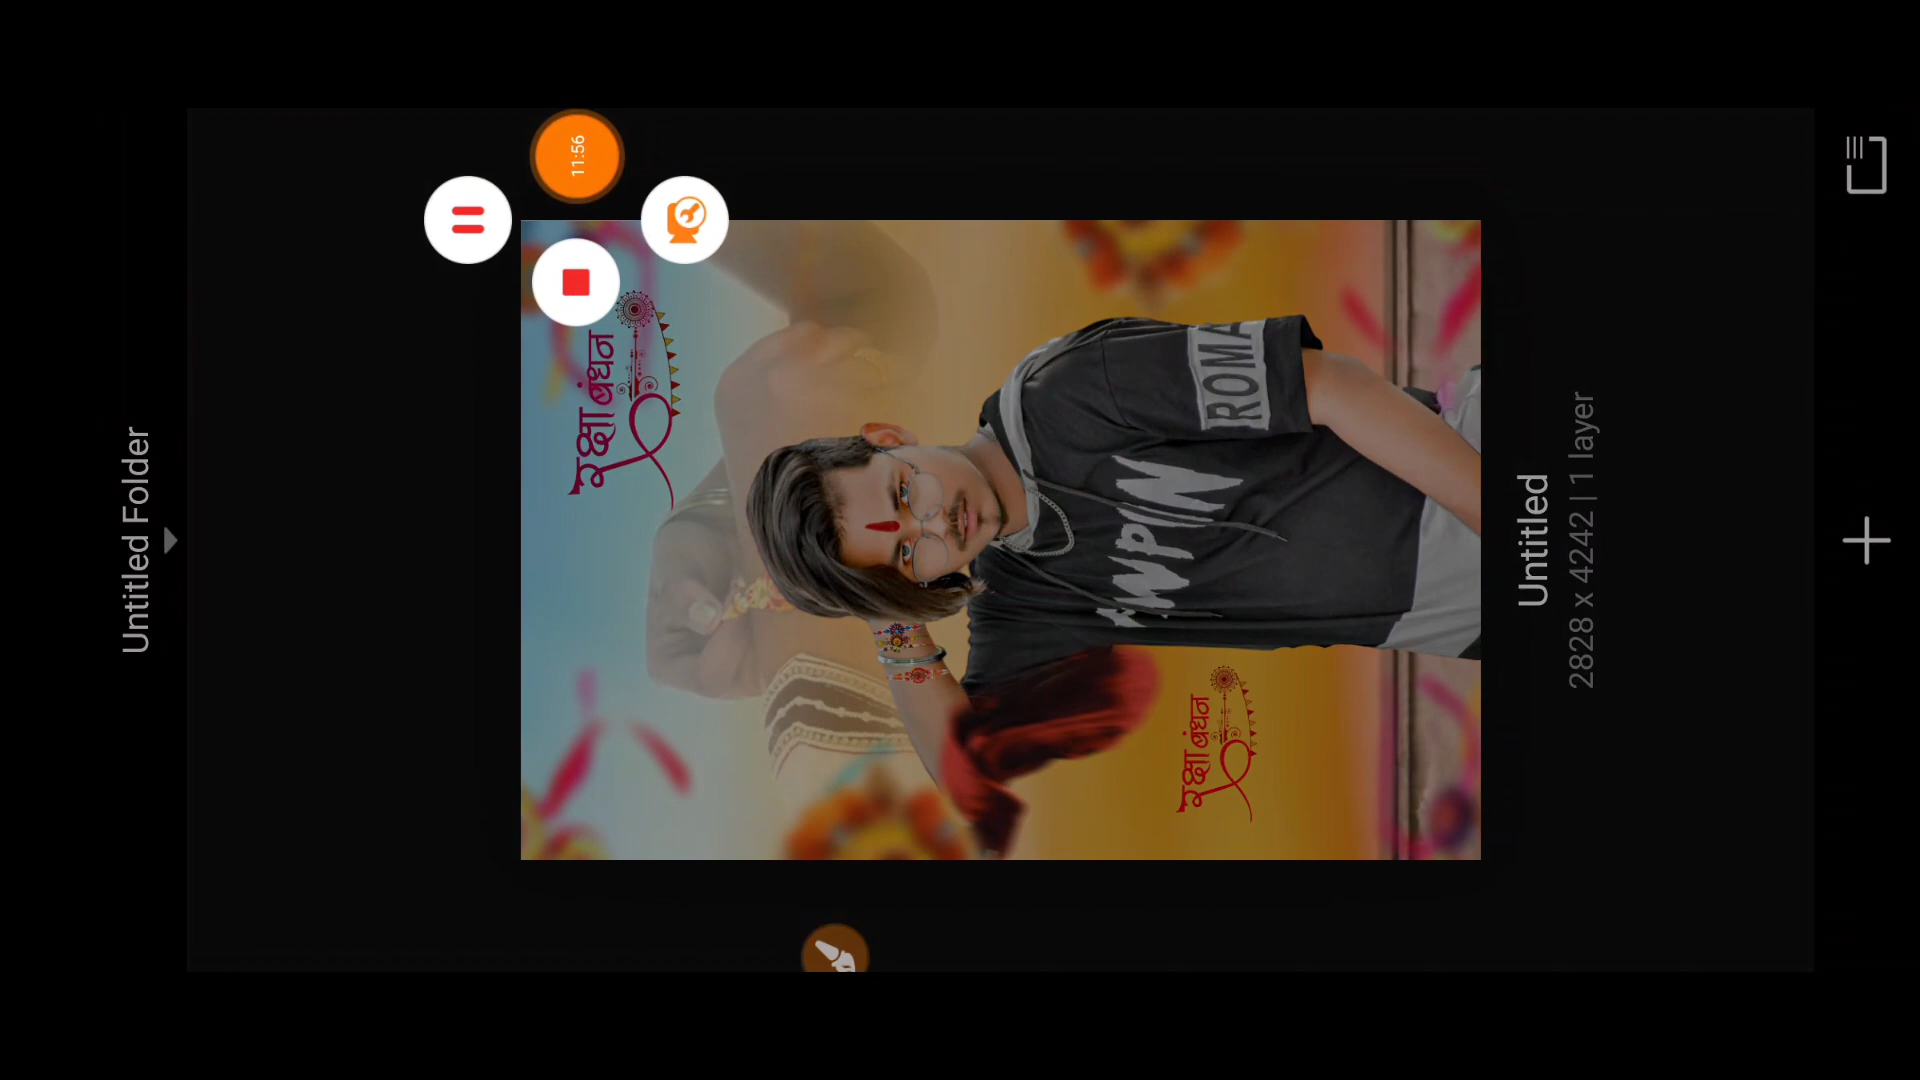 Untitled Folder
11:56
रक्षा बंधन
रक्षा बंधन
ROMA
Untitled
2828 x 4242 | 1 layer